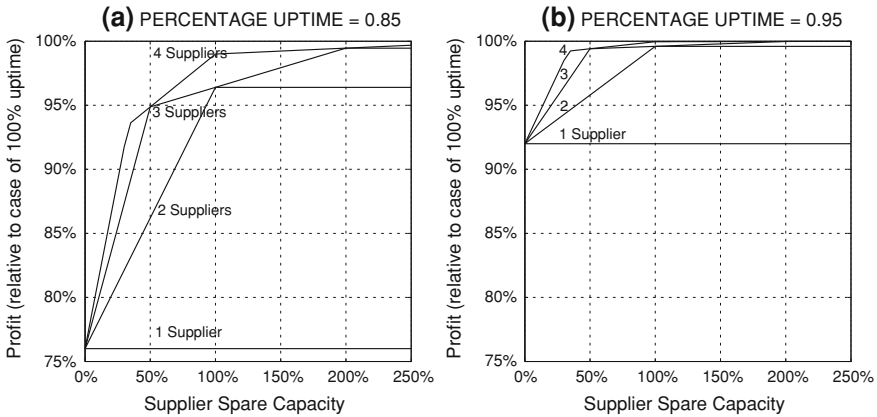 (a) PERCENTAGE UPTIME = 0.85
Profit (relative to case of 100% uptime)
100%
95%
90%
85%
80%
75%
4 Suppliers
3 Suppliers
2 Suppliers
1 Supplier
0% 50% 100% 150% 200% 250%
Supplier Spare Capacity
(b) PERCENTAGE UPTIME = 0.95
Profit (relative to case of 100% uptime)
100%
95%
90%
85%
80%
75%
4
3
2
1 Supplier
0% 50% 100% 150% 200% 250%
Supplier Spare Capacity